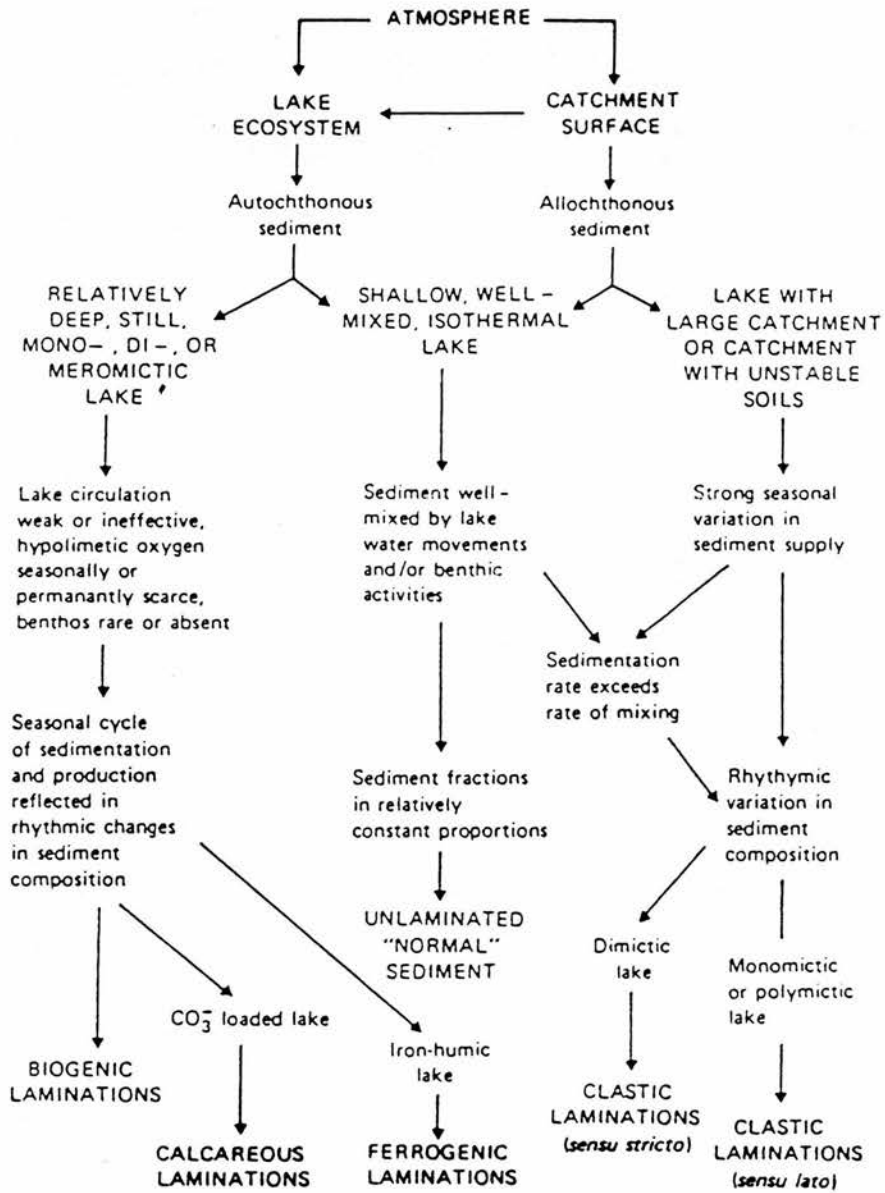 ATMOSPHERE
LAKE
ECOSYSTEM
CATCHMENT
SURFACE
Autochthonous
sediment
Allochthonous
sediment
RELATIVELY
DEEP, STILL,
MONO-, DI-, OR
MEROMICTIC
LAKE
SHALLOW, WELL-
MIXED, ISOTHERMAL
LAKE
LAKE WITH
LARGE CATCHMENT
OR CATCHMENT
WITH UNSTABLE
SOILS
Lake circulation
weak or ineffective,
hypolimetic oxygen
seasonally or
permanantly scarce,
benthos rare or absent
Sediment well-
mixed by lake
water movements
and/or benthic
activities
Strong seasonal
variation in
sediment supply
Sedimentation
rate exceeds
rate of mixing
Seasonal cycle
of sedimentation
and production
reflected in
rhythmic changes
in sediment
composition
Sediment fractions
in relatively
constant proportions
Rhythymic
variation in
sediment
composition
UNLAMINATED
"NORMAL"
SEDIMENT
Dimictic
lake
Monomictic
or polymictic
lake
CO₃⁻ loaded lake
Iron-humic
lake
BIOGENIC
LAMINATIONS
CALCAREOUS
LAMINATIONS
FERROGENIC
LAMINATIONS
CLASTIC
LAMINATIONS
(sensu stricto)
CLASTIC
LAMINATIONS
(sensu lato)